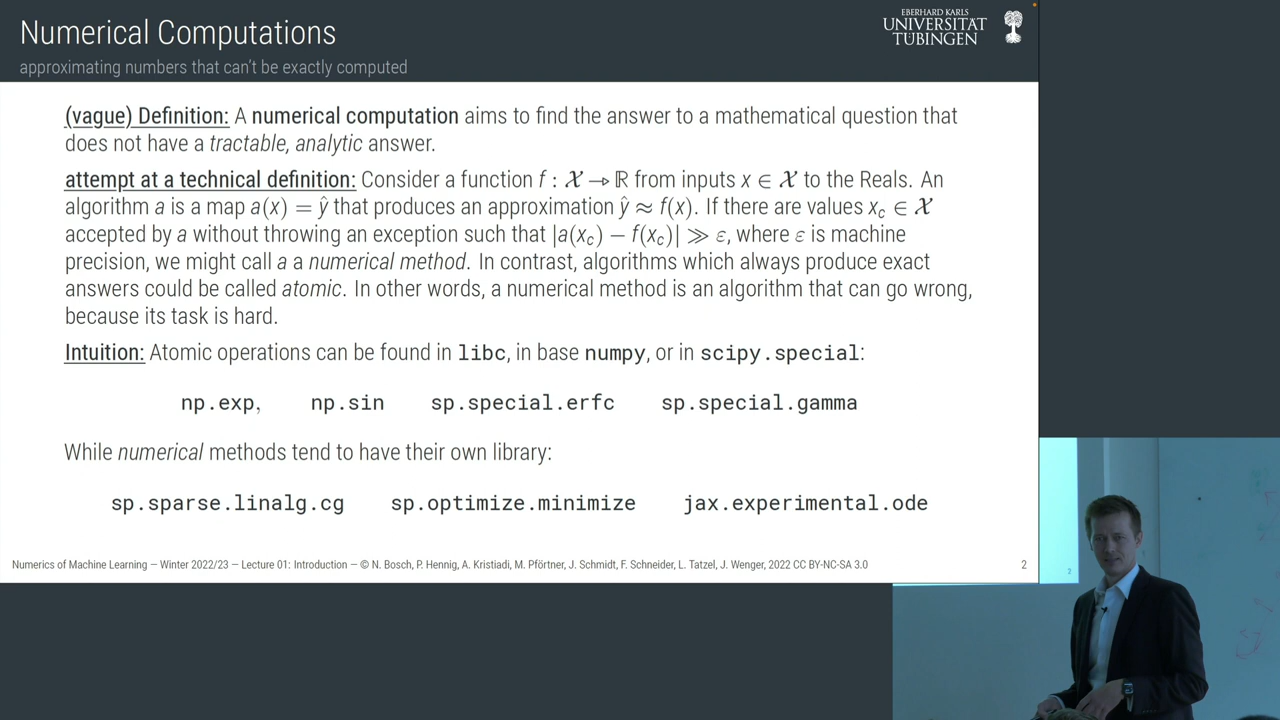 Numerical Computations
approximating numbers that can't be exactly computed
EBERHARD KARLS
UNIVERSITÄT
TÜBINGEN
(vague) Definition: A numerical computation aims to find the answer to a mathematical question that
does not have a tractable, analytic answer.
attempt at a technical definition: Consider a function f : 𝒳 → ℝ from inputs x ∈ 𝒳 to the Reals. An
algorithm a is a map a(x) = ŷ that produces an approximation ŷ ≈ f(x). If there are values x_c ∈ 𝒳
accepted by a without throwing an exception such that |a(x_c) − f(x_c)| ≫ ε, where ε is machine
precision, we might call a a numerical method. In contrast, algorithms which always produce exact
answers could be called atomic. In other words, a numerical method is an algorithm that can go wrong,
because its task is hard.
Intuition: Atomic operations can be found in libc, in base numpy, or in scipy.special:
np.exp, np.sin sp.special.erfc sp.special.gamma
While numerical methods tend to have their own library:
sp.sparse.linalg.cg sp.optimize.minimize jax.experimental.ode
Numerics of Machine Learning — Winter 2022/23 — Lecture 01: Introduction — © N. Bosch, P. Hennig, A. Kristiadi, M. Pförtner, J. Schmidt, F. Schneider, L. Tatzel, J. Wenger, 2022 CC BY-NC-SA 3.0 2
2